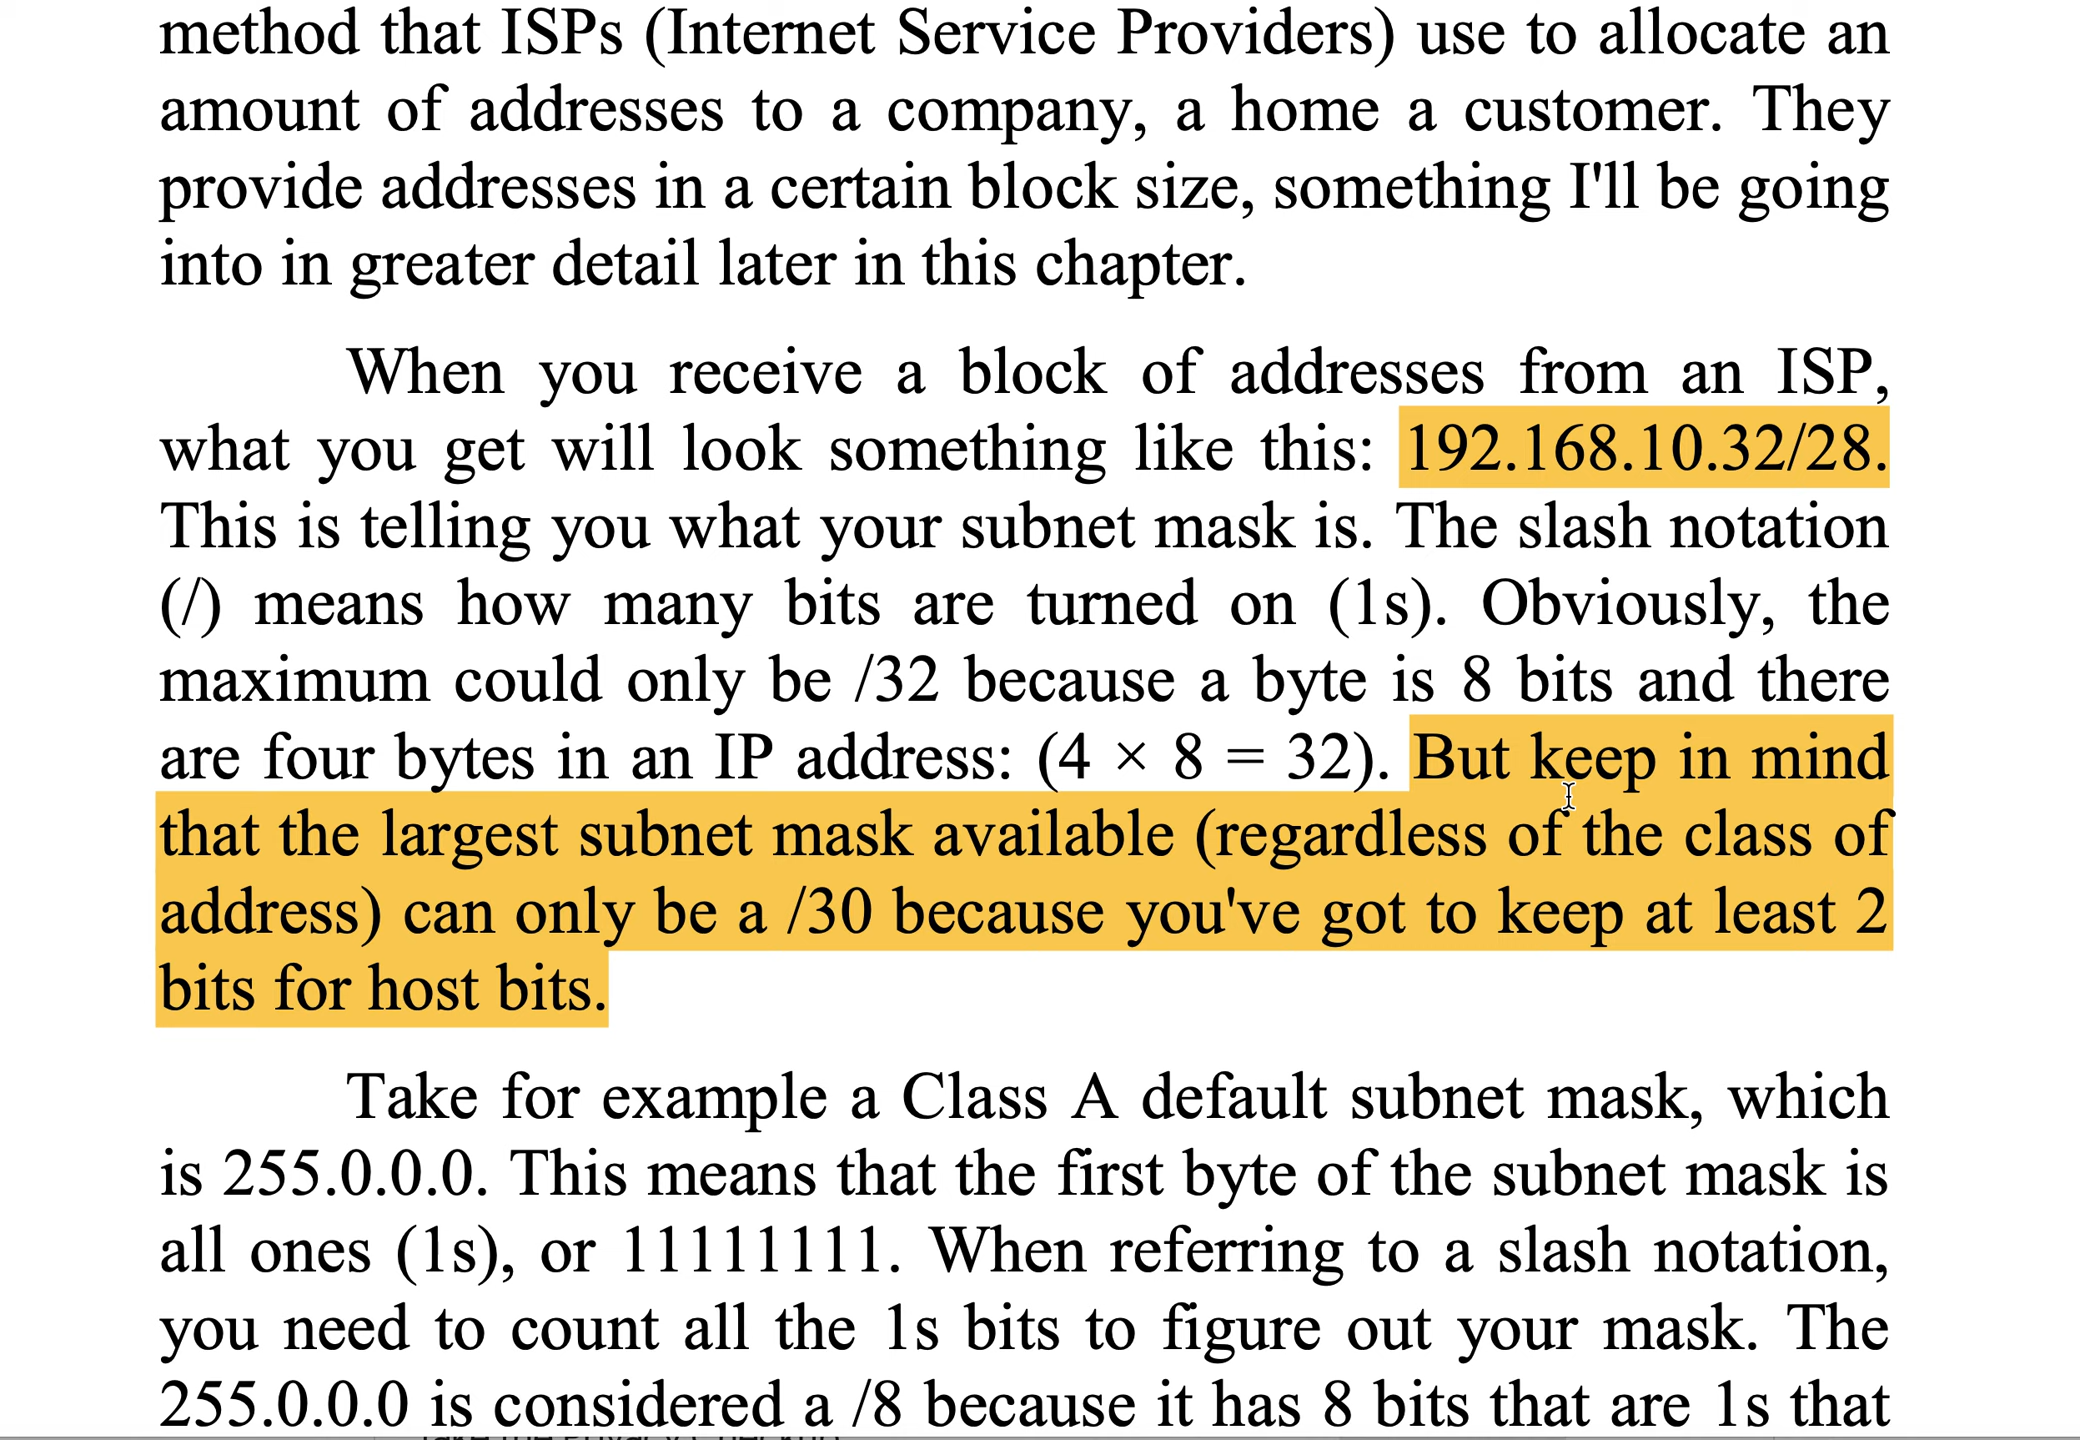 method that ISPs (Internet Service Providers) use to allocate an
amount of addresses to a company, a home a customer. They
provide addresses in a certain block size, something I'll be going
into in greater detail later in this chapter.
When you receive a block of addresses from an ISP,
what you get will look something like this: 192.168.10.32/28.
This is telling you what your subnet mask is. The slash notation
(/) means how many bits are turned on (1s). Obviously, the
maximum could only be /32 because a byte is 8 bits and there
are four bytes in an IP address: (4 × 8 = 32). But keep in mind
that the largest subnet mask available (regardless of the class of
address) can only be a /30 because you've got to keep at least 2
bits for host bits.
Take for example a Class A default subnet mask, which
is 255.0.0.0. This means that the first byte of the subnet mask is
all ones (1s), or 11111111. When referring to a slash notation,
you need to count all the 1s bits to figure out your mask. The
255.0.0.0 is considered a /8 because it has 8 bits that are 1s that